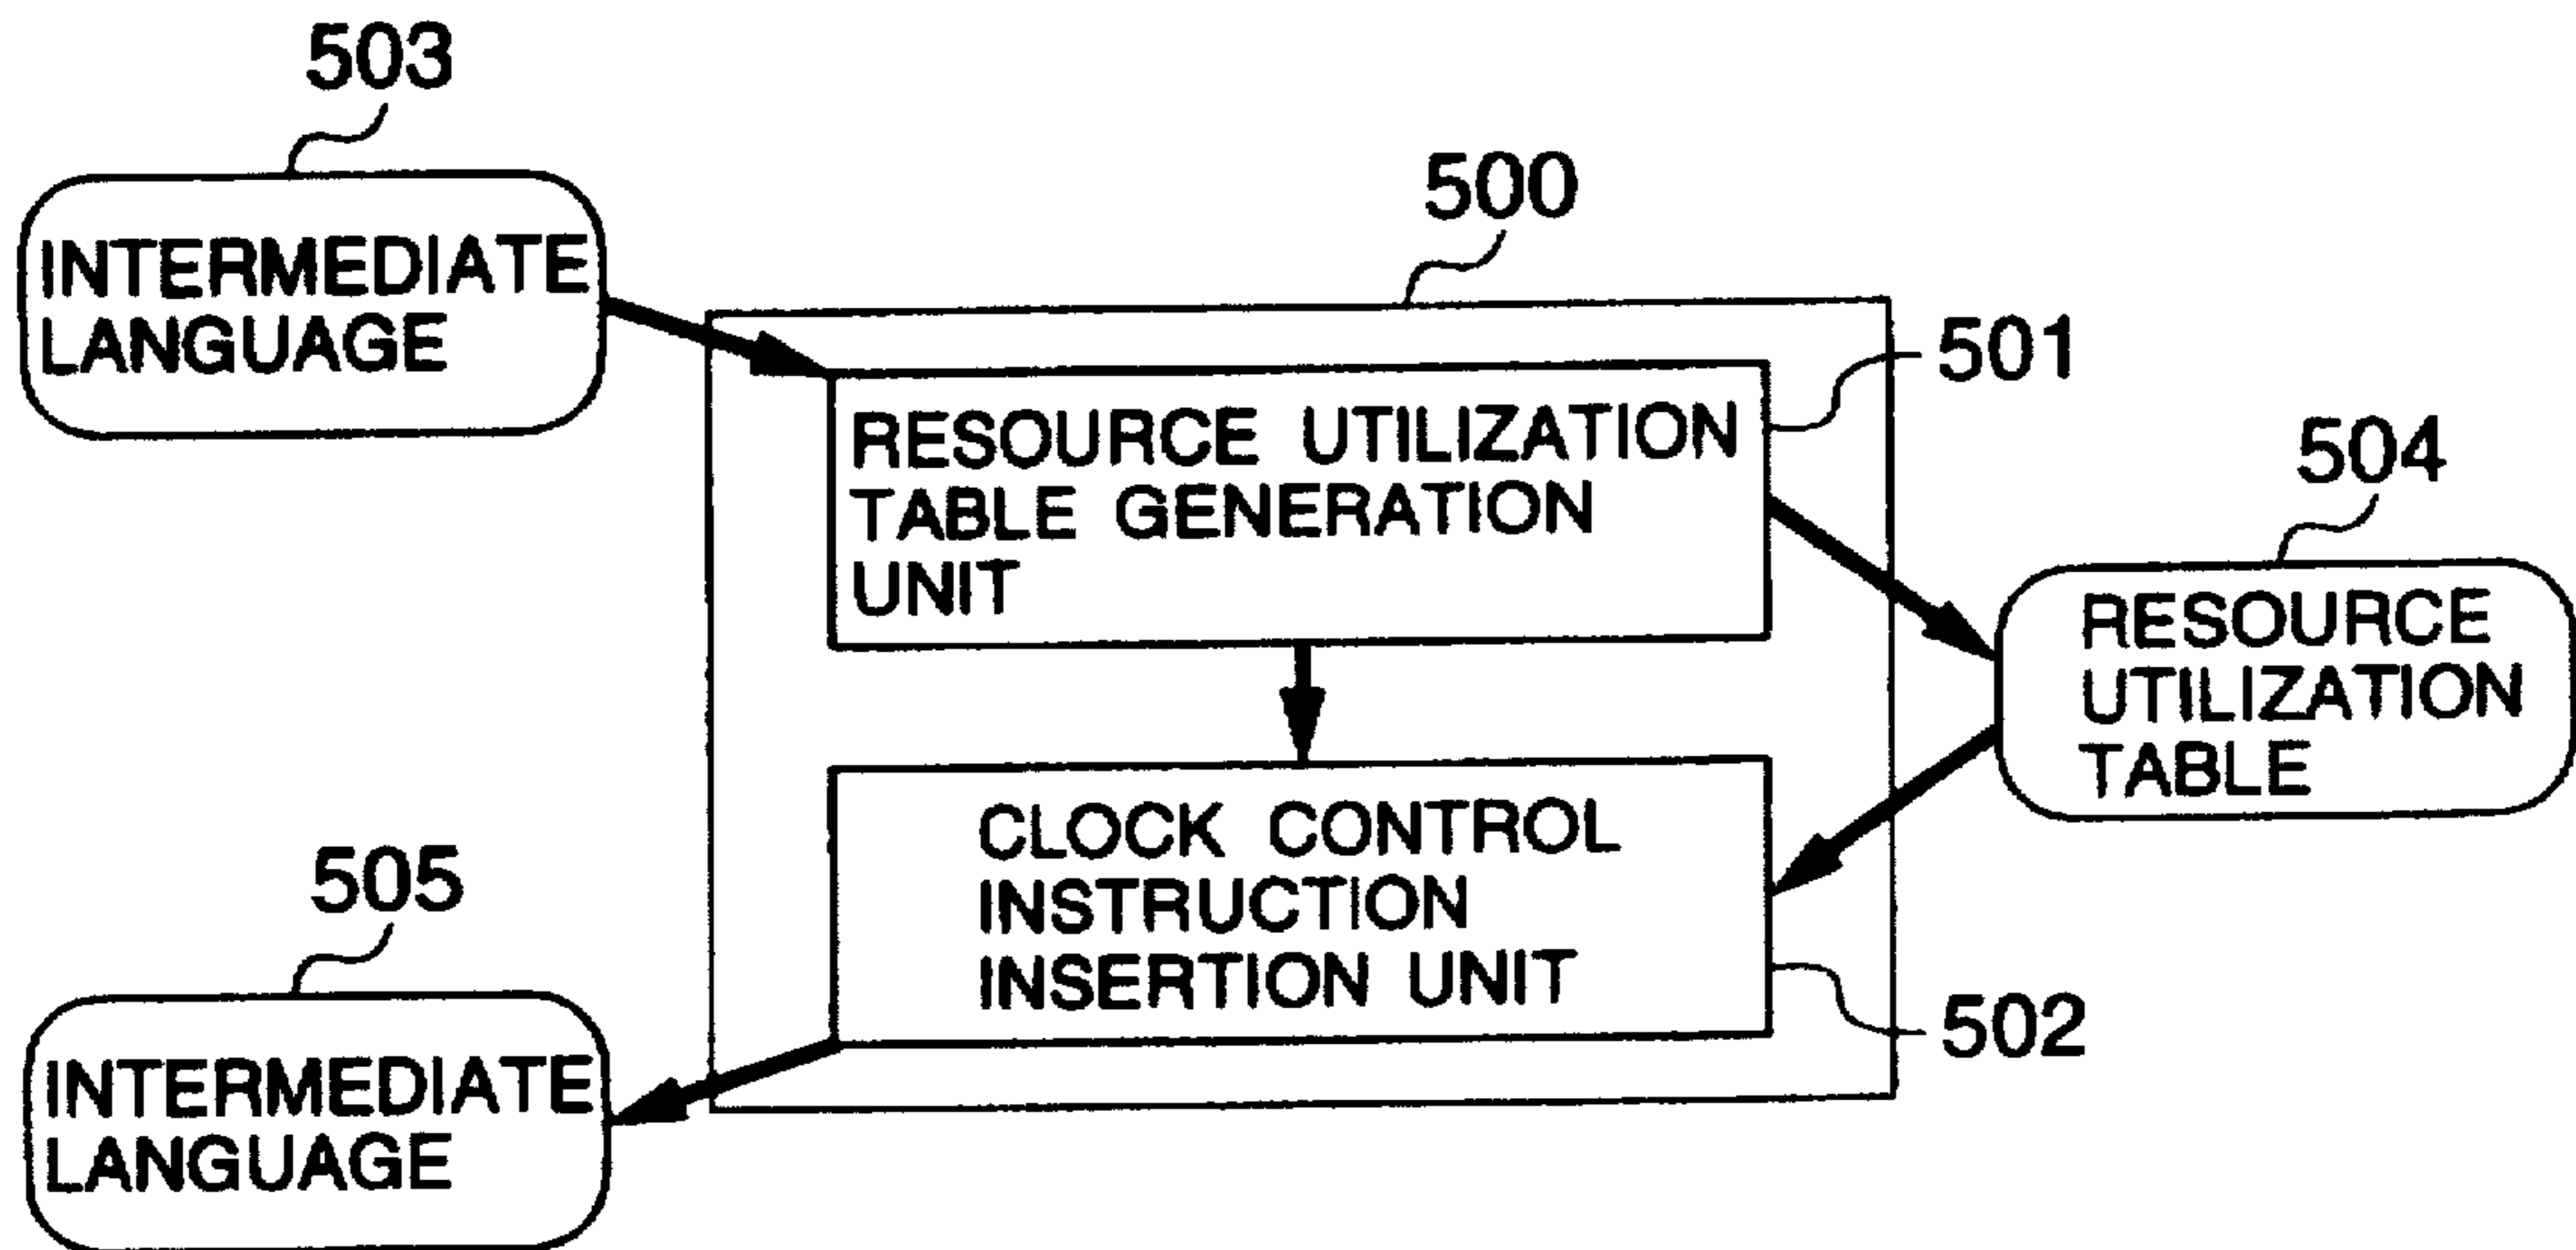 503
INTERMEDIATE
LANGUAGE
500
501
RESOURCE UTILIZATION
TABLE GENERATION
UNIT
504
RESOURCE
UTILIZATION
TABLE
CLOCK CONTROL
INSTRUCTION
INSERTION UNIT
502
505
INTERMEDIATE
LANGUAGE